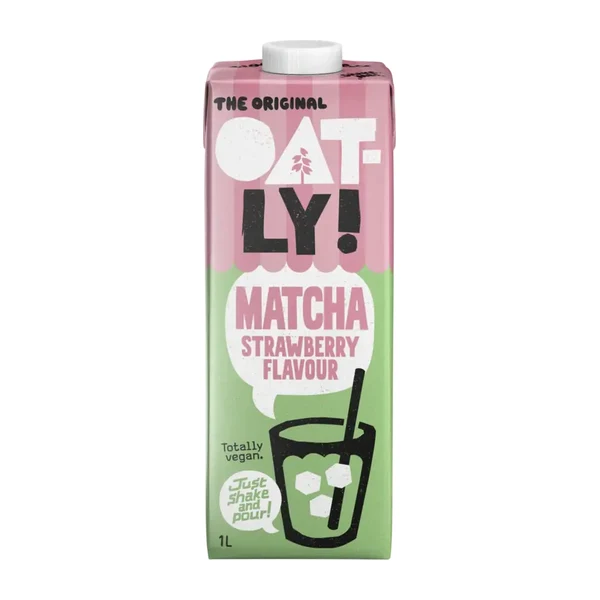 THE ORIGINAL
OAT-
LY!
MATCHA
STRAWBERRY
FLAVOUR
Totally
vegan.
Just
shake
and
pour!
1L